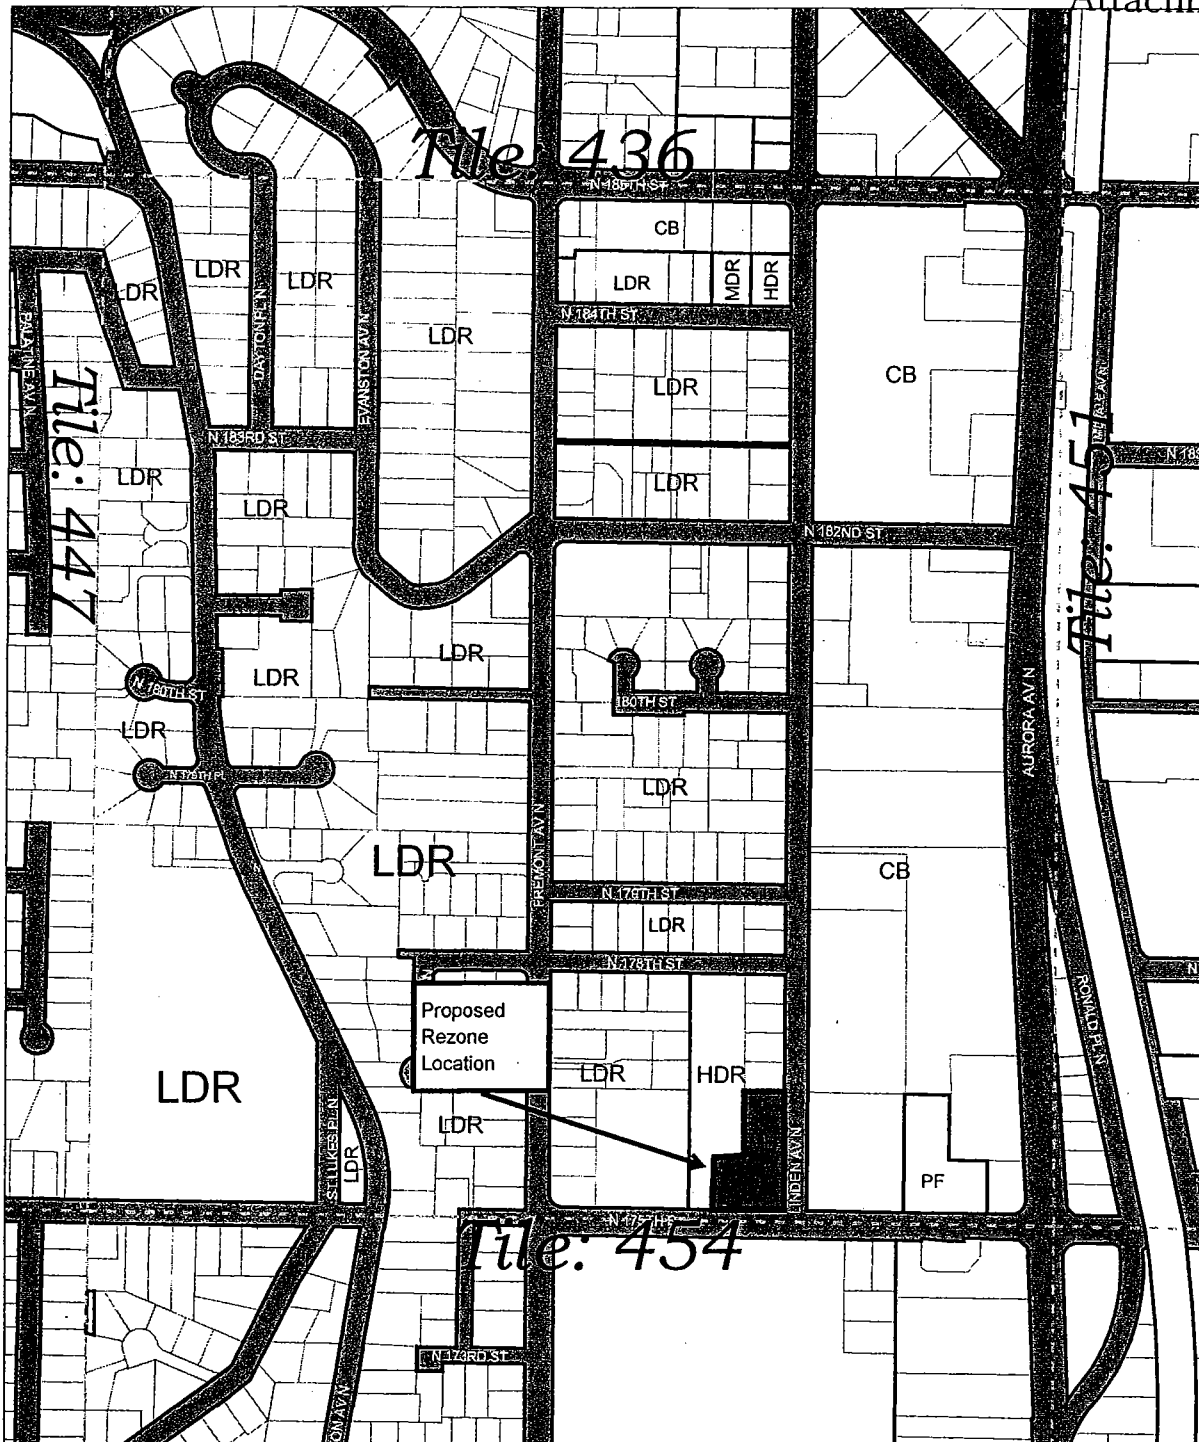 Tile: 436
N 185TH ST
CB
LDR
LDR
LDR
LDR
MDR
HDR
N 184TH ST
PALATINE AV N
DAYTON PL N
EVANSTON AV N
LDR
LDR
CB
Tile: 447
Tile: 451
N 183RD ST
LDR
LDR
LDR
N 182ND ST
LDR
LDR
N 180TH ST
180TH ST
AURORA AV N
LDR
N 179TH PL
LDR
FREMONT AV N
LDR
CB
N 179TH ST
LDR
N 178TH ST
N
RONALD PL N
Proposed
Rezone
Location
LDR
LDR
HDR
LDR
ST LUKES PL N
LDR
LINDEN AV N
PF
Tile: 454
N 173RD ST